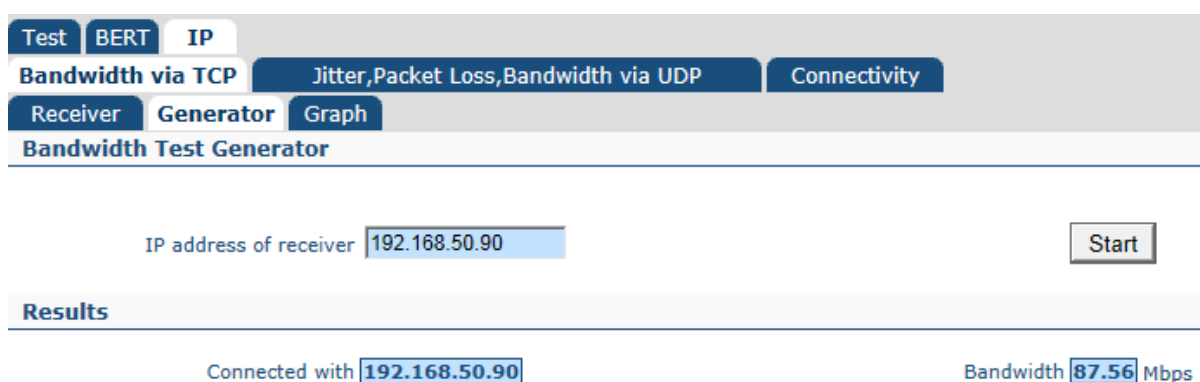 Test BERT IP
Bandwidth via TCP Jitter,Packet Loss,Bandwidth via UDP Connectivity
Receiver Generator Graph
Bandwidth Test Generator
IP address of receiver 192.168.50.90 Start
Results
Connected with 192.168.50.90 Bandwidth 87.56 Mbps